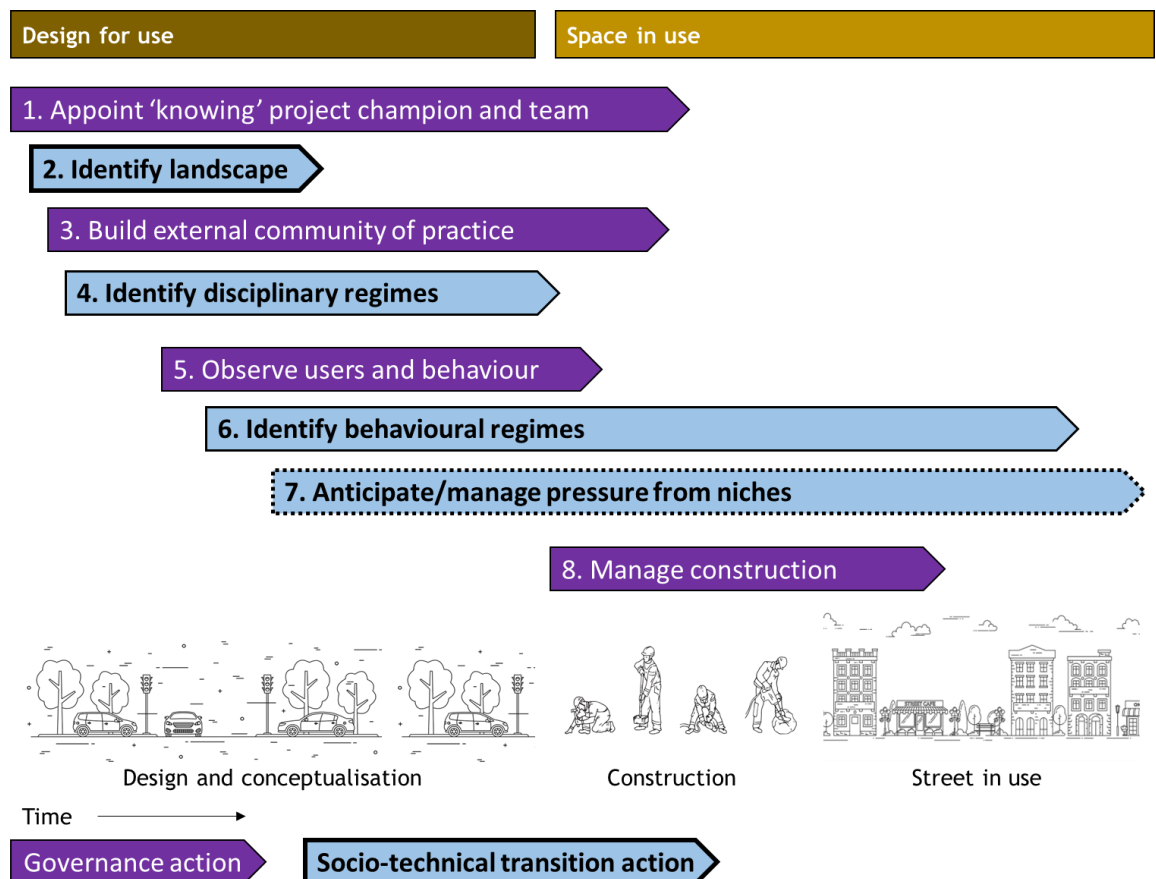 Design for use
Space in use
1. Appoint ‘knowing’ project champion and team
2. Identify landscape
3. Build external community of practice
4. Identify disciplinary regimes
5. Observe users and behaviour
6. Identify behavioural regimes
7. Anticipate/manage pressure from niches
8. Manage construction
STREET CAFE
Design and conceptualisation
Construction
Street in use
Time
Governance action
Socio-technical transition action